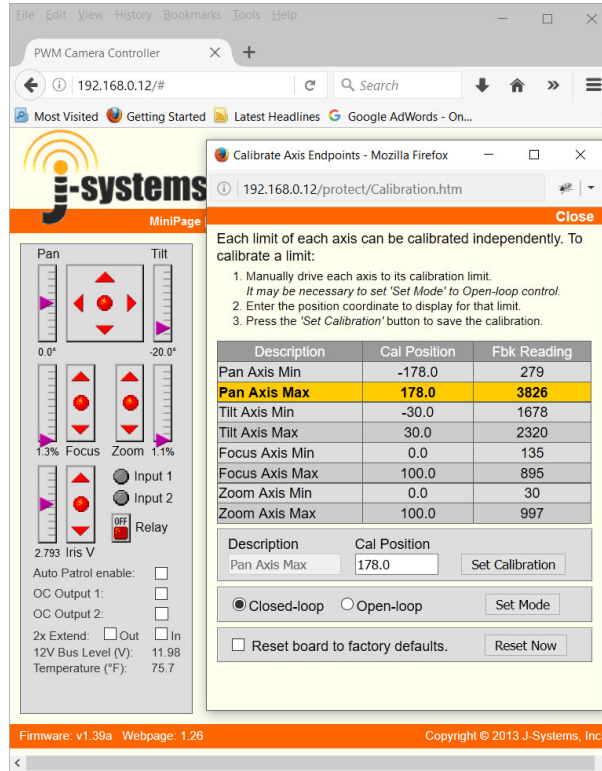 File Edit View History Bookmarks Tools Help
PWM Camera Controller
192.168.0.12/#
Search
Most Visited Getting Started Latest Headlines Google AdWords - On...
j-systems
MiniPage
Calibrate Axis Endpoints - Mozilla Firefox
192.168.0.12/protect/Calibration.htm
Close
Each limit of each axis can be calibrated independently. To
calibrate a limit:
1. Manually drive each axis to its calibration limit.
It may be necessary to set 'Set Mode' to Open-loop control.
2. Enter the position coordinate to display for that limit.
3. Press the 'Set Calibration' button to save the calibration.
Description Cal Position Fbk Reading
Pan Axis Min -178.0 279
Pan Axis Max 178.0 3826
Tilt Axis Min -30.0 1678
Tilt Axis Max 30.0 2320
Focus Axis Min 0.0 135
Focus Axis Max 100.0 895
Zoom Axis Min 0.0 30
Zoom Axis Max 100.0 997
Description Cal Position
Pan Axis Max 178.0 Set Calibration
Closed-loop Open-loop Set Mode
Reset board to factory defaults. Reset Now
Pan Tilt
0.0° -20.0°
1.3% Focus Zoom 1.1%
Input 1
Input 2
OFF
Relay
2.793 Iris V
Auto Patrol enable:
OC Output 1:
OC Output 2:
2x Extend: Out In
12V Bus Level (V): 11.98
Temperature (°F): 75.7
Firmware: v1.39a Webpage: 1.26 Copyright © 2013 J-Systems, Inc